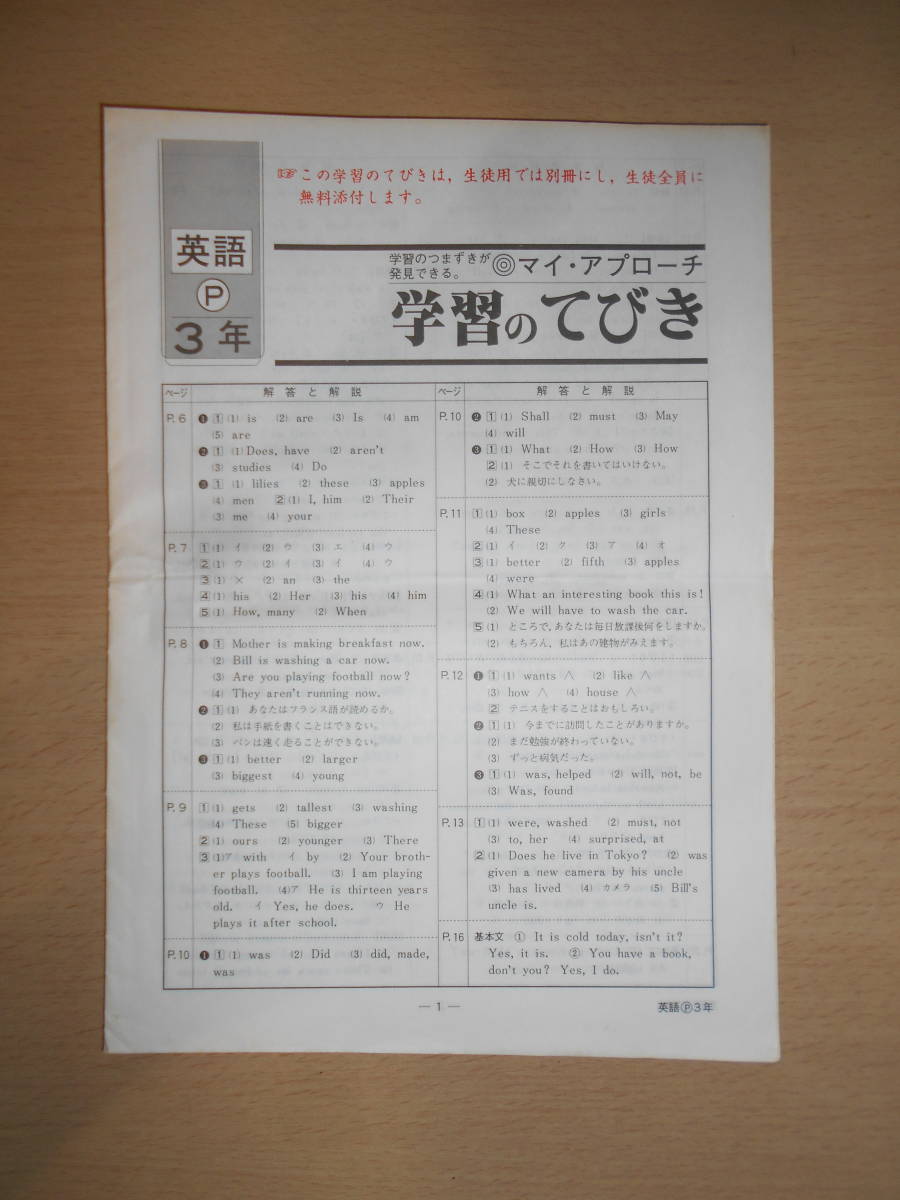 ☞この学習のてびきは，生徒用では別冊にし，生徒全員に
無料添付します。
英語
Ⓟ
3年
学習のつまずきが
発見できる。
◎マイ・アプローチ
学習のてびき
ページ 解答と解説
P.6 ❶ 1 (1) is (2) are (3) Is (4) am
(5) are
❷ 1 (1) Does, have (2) aren't
(3) studies (4) Do
❸ 1 (1) lilies (2) these (3) apples
(4) men 2 (1) I, him (2) Their
(3) me (4) your
P.7 1 (1) イ (2) ウ (3) エ (4) ウ
2 (1) ウ (2) イ (3) イ (4) ウ
3 (1) × (2) an (3) the
4 (1) his (2) Her (3) his (4) him
5 (1) How, many (2) When
P.8 ❶ 1 Mother is making breakfast now.
(2) Bill is washing a car now.
(3) Are you playing football now?
(4) They aren't running now.
❷ 1 (1) あなたはフランス語が読めるか。
(2) 私は手紙を書くことはできない。
(3) ベンは速く走ることができない。
❸ 1 (1) better (2) larger
(3) biggest (4) young
P.9 1 (1) gets (2) tallest (3) washing
(4) These (5) bigger
2 (1) ours (2) younger (3) There
3 (1)ア with イ by (2) Your broth-
er plays football. (3) I am playing
football. (4)ア He is thirteen years
old. イ Yes, he does. ウ He
plays it after school.
P.10 ❶ 1 (1) was (2) Did (3) did, made,
was
ページ 解答と解説
P.10 ❷ 1 (1) Shall (2) must (3) May
(4) will
❸ 1 (1) What (2) How (3) How
2 (1) そこでそれを書いてはいけない。
(2) 犬に親切にしなさい。
P.11 1 (1) box (2) apples (3) girls
(4) These
2 (1) イ (2) ク (3) ア (4) オ
3 (1) better (2) fifth (3) apples
(4) were
4 (1) What an interesting book this is!
(2) We will have to wash the car.
5 (1) ところで，あなたは毎日放課後何をしますか。
(2) もちろん，私はあの建物がみえます。
P.12 ❶ 1 (1) wants ∧ (2) like ∧
(3) how ∧ (4) house ∧
2 テニスをすることはおもしろい。
❷ 1 (1) 今までに訪問したことがありますか。
(2) まだ勉強が終わっていない。
(3) ずっと病気だった。
❸ 1 (1) was, helped (2) will, not, be
(3) Was, found
P.13 1 (1) were, washed (2) must, not
(3) to, her (4) surprised, at
2 (1) Does he live in Tokyo? (2) was
given a new camera by his uncle
(3) has lived (4) カメラ (5) Bill's
uncle is.
P.16 基本文 ① It is cold today, isn't it?
Yes, it is. ② You have a book,
don't you? Yes, I do.
— 1 —
英語Ⓟ3年